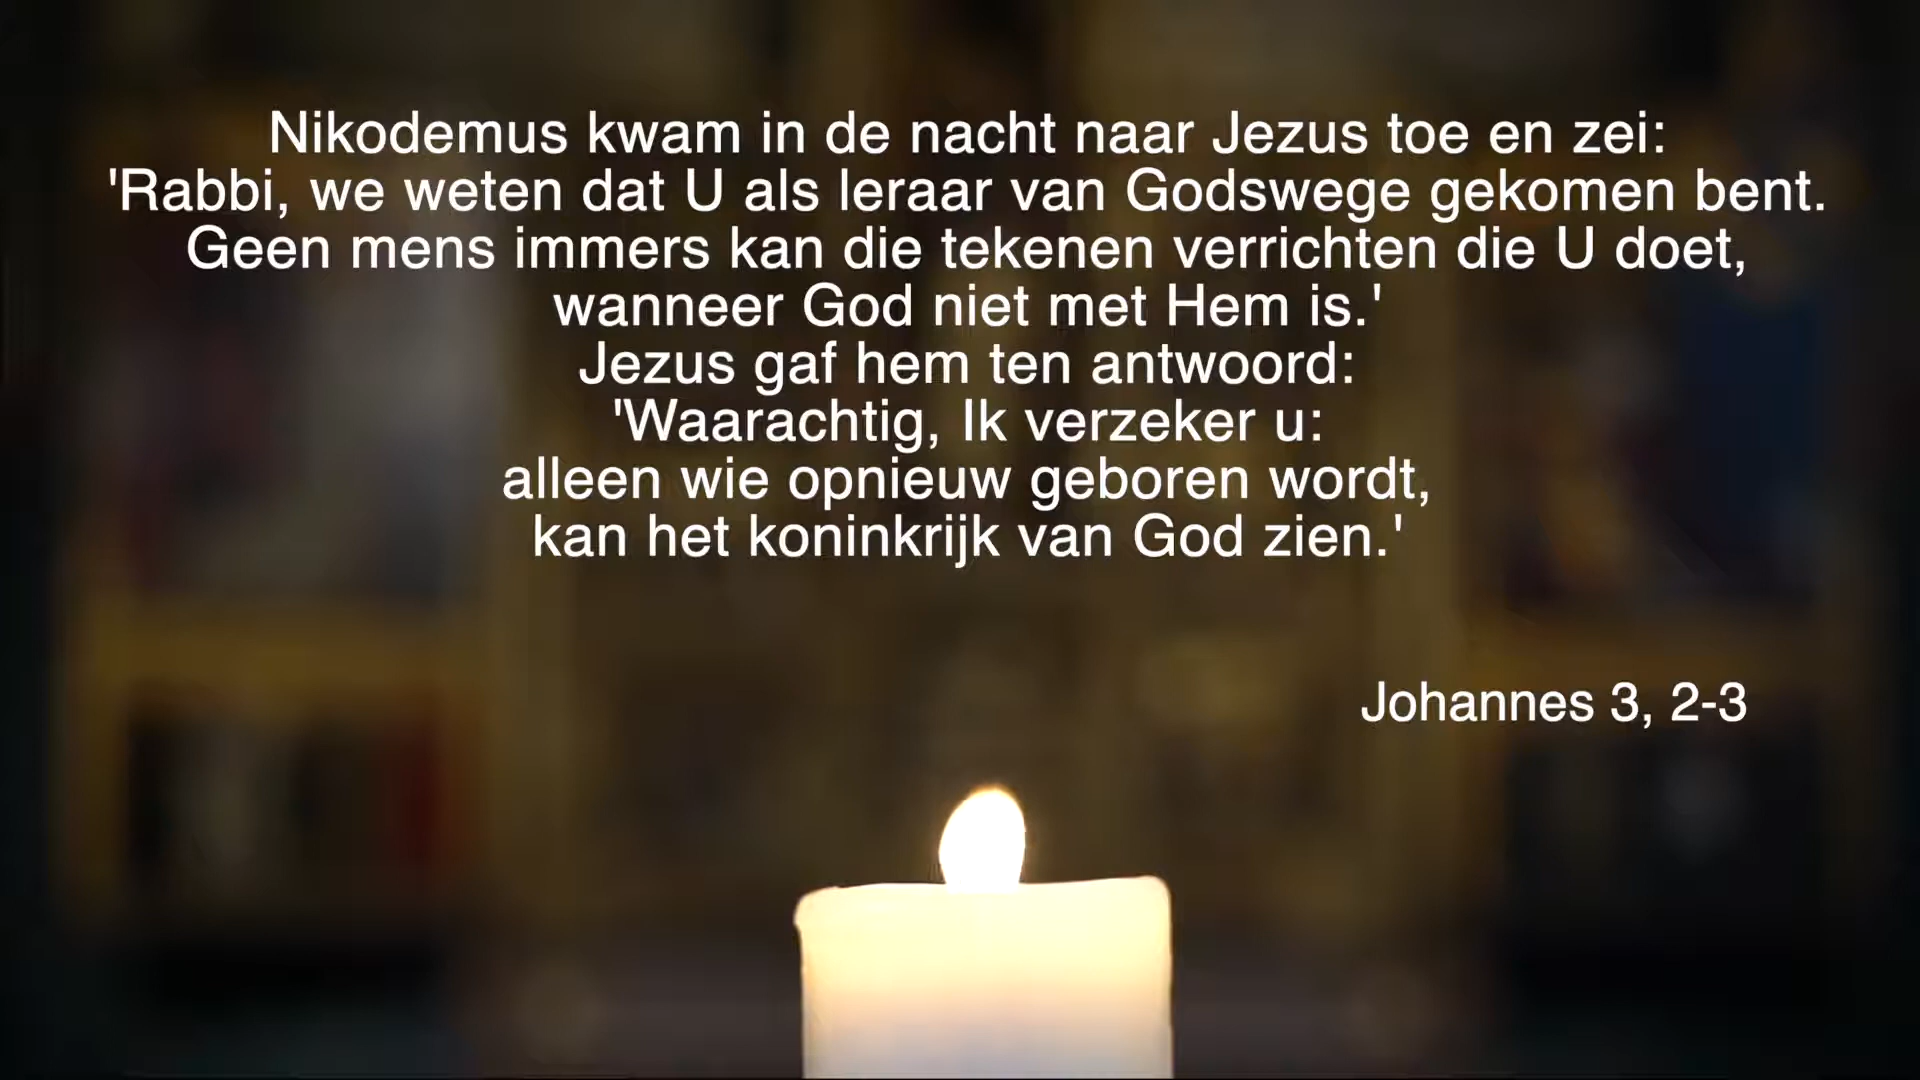 Nikodemus kwam in de nacht naar Jezus toe en zei:
'Rabbi, we weten dat U als leraar van Godswege gekomen bent.
Geen mens immers kan die tekenen verrichten die U doet,
wanneer God niet met Hem is.'
Jezus gaf hem ten antwoord:
'Waarachtig, Ik verzeker u:
alleen wie opnieuw geboren wordt,
kan het koninkrijk van God zien.'
Johannes 3, 2-3